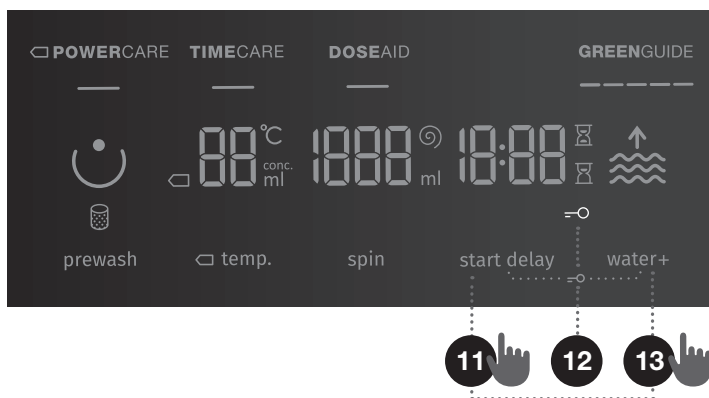 POWERCARE TIMECARE DOSEAID GREENGUIDE
88 °C conc. ml 1888 ml 18:88
prewash temp. spin start delay water+
11 12 13